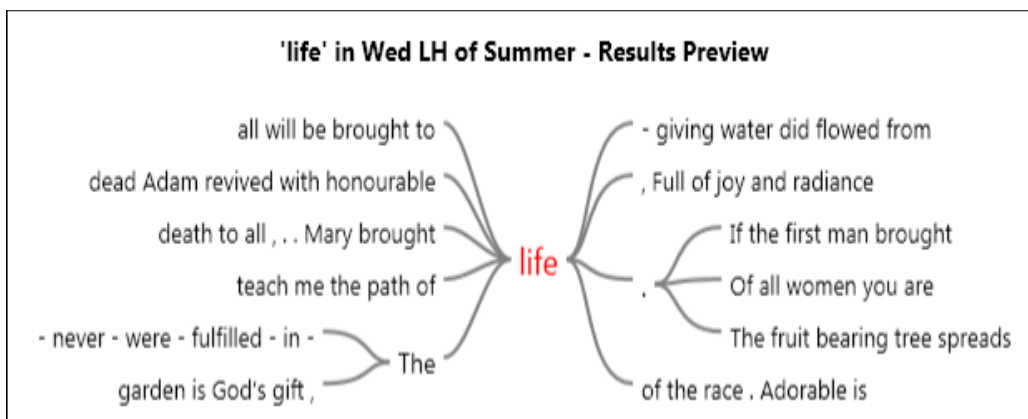 'life' in Wed LH of Summer - Results Preview
all will be brought to
dead Adam revived with honourable
death to all , . . Mary brought
teach me the path of
- never - were - fulfilled - in -
garden is God's gift ,
The
life
- giving water did flowed from
, Full of joy and radiance
.
If the first man brought
Of all women you are
The fruit bearing tree spreads
of the race . Adorable is